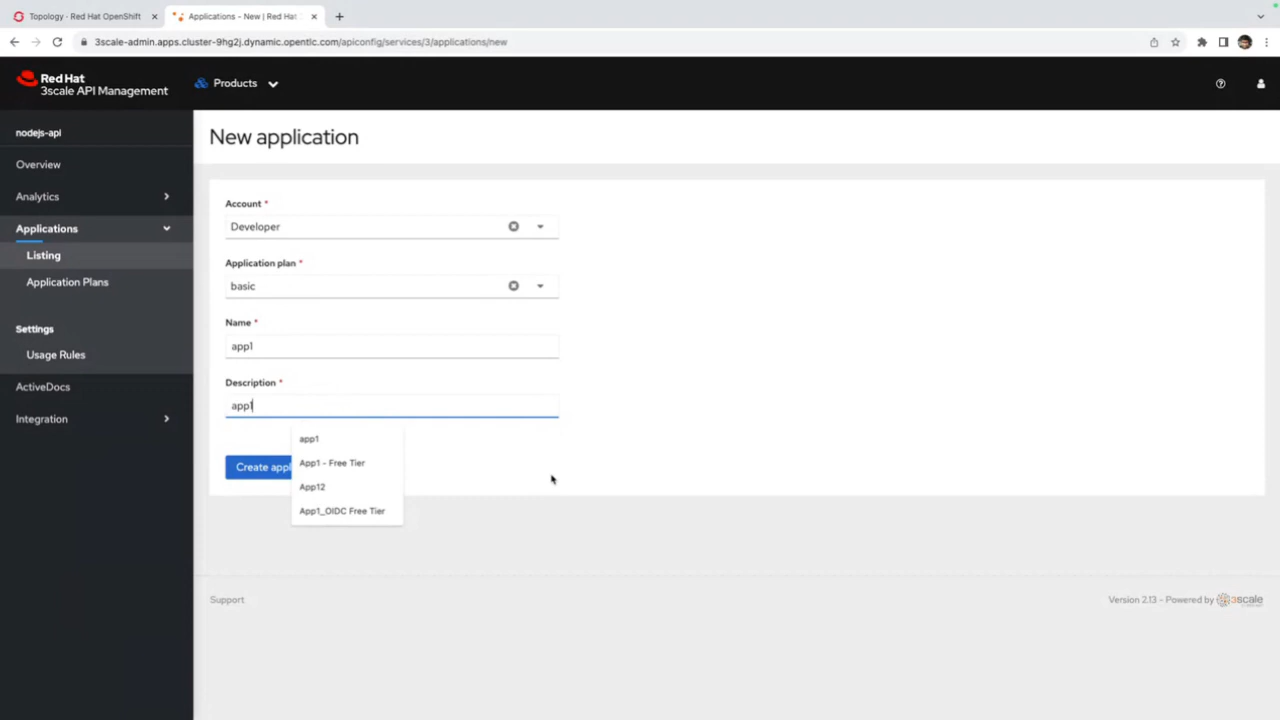 Topology · Red Hat OpenShift
Applications - New | Red Hat
3scale-admin.apps.cluster-9hg2j.dynamic.opentlc.com/apiconfig/services/3/applications/new
Red Hat
3scale API Management
Products
nodejs-api
Overview
Analytics
Applications
Listing
Application Plans
Settings
Usage Rules
ActiveDocs
Integration
New application
Account *
Developer
Application plan *
basic
Name *
app1
Description *
app1
app1
Create appl
App1 - Free Tier
App12
App1_OIDC Free Tier
Support
Version 2.13 - Powered by 3scale